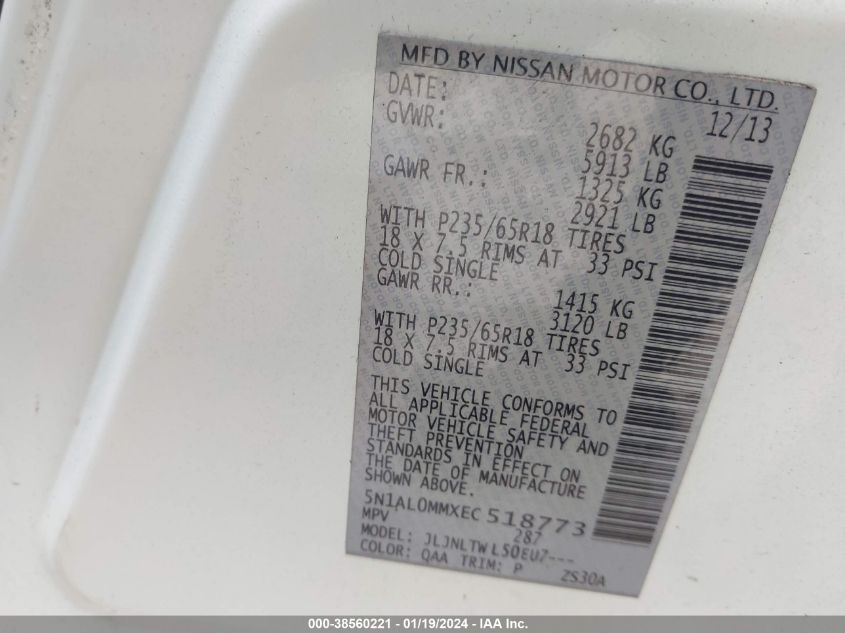 MFD BY NISSAN MOTOR CO., LTD.
DATE: 12/13
GVWR: 2682 KG
5913 LB
GAWR FR.: 1325 KG
2921 LB
WITH P235/65R18 TIRES
18 X 7.5 RIMS AT 33 PSI
COLD SINGLE
GAWR RR.: 1415 KG
3120 LB
WITH P235/65R18 TIRES
18 X 7.5 RIMS AT 33 PSI
COLD SINGLE
THIS VEHICLE CONFORMS TO
ALL APPLICABLE FEDERAL
MOTOR VEHICLE SAFETY AND
THEFT PREVENTION
STANDARDS IN EFFECT ON
THE DATE OF MANUFACTURE
SHOWN ABOVE.
5N1AL0MMXEC518773
MPV 287
MODEL: JLJNLTWL50EU7---
COLOR: QAA TRIM: P ZS30A
000-38560221 - 01/19/2024 - IAA Inc.